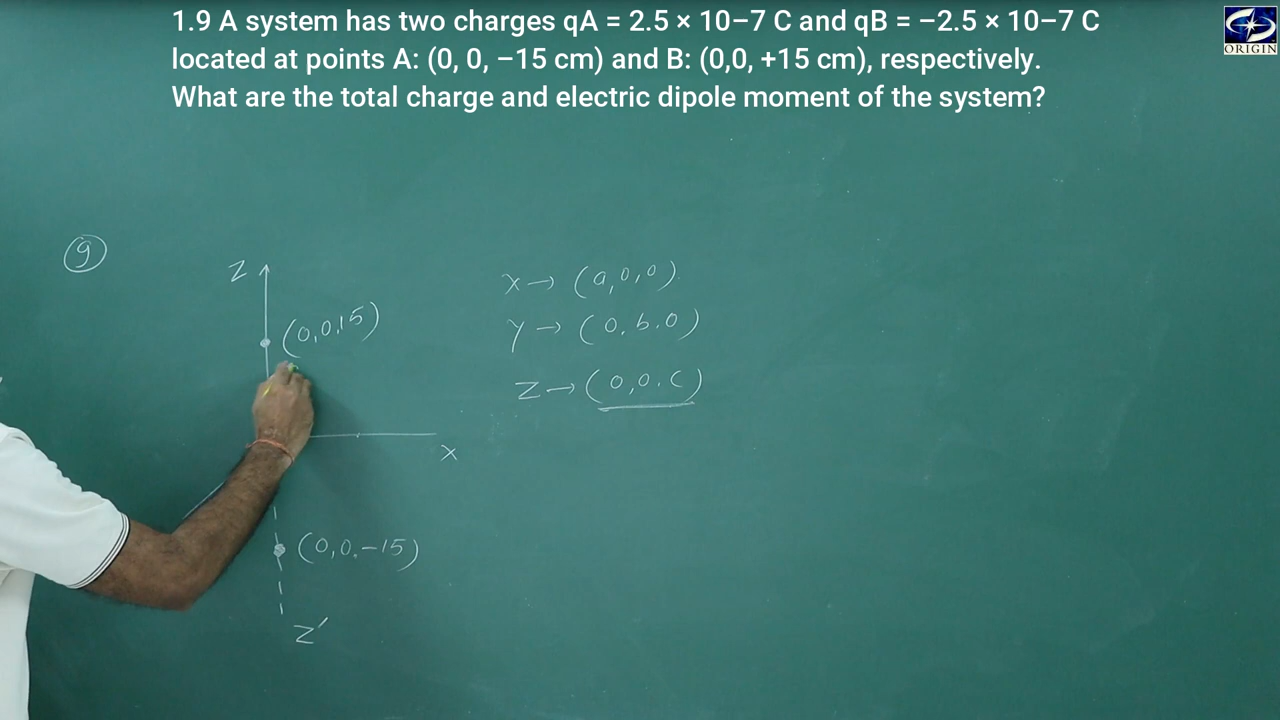 1.9 A system has two charges qA = 2.5 × 10–7 C and qB = −2.5 × 10–7 C
located at points A: (0, 0, −15 cm) and B: (0,0, +15 cm), respectively.
What are the total charge and electric dipole moment of the system?
ORIGIN
9
Z
(0,0,15)
X
(0,0,-15)
Z'
X → (a,0,0)
Y → (0,b,0)
Z → (0,0,c)